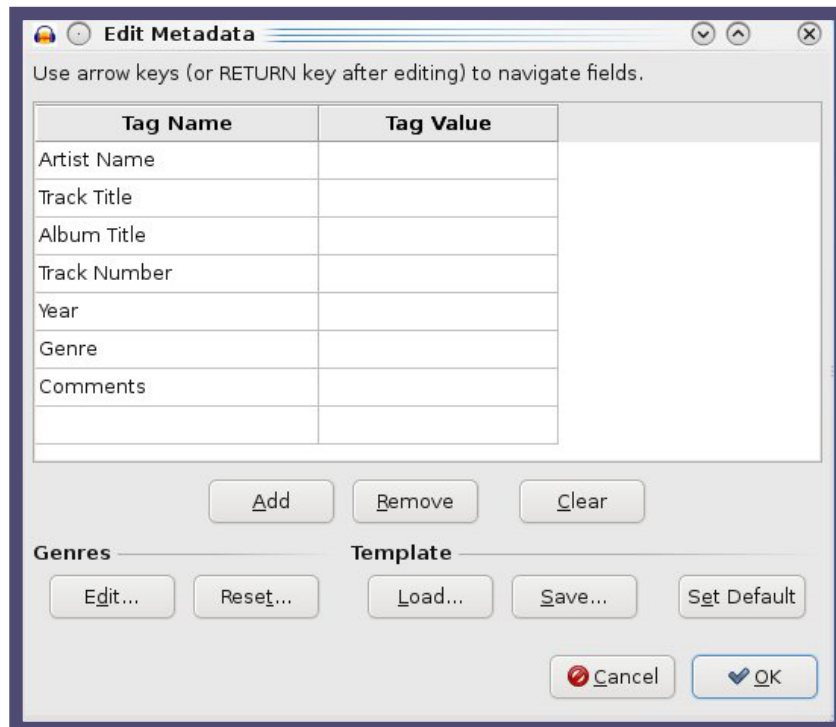 Edit Metadata
Use arrow keys (or RETURN key after editing) to navigate fields.
Tag Name Tag Value
Artist Name
Track Title
Album Title
Track Number
Year
Genre
Comments
Add Remove Clear
Genres Template
Edit... Reset... Load... Save... Set Default
Cancel OK